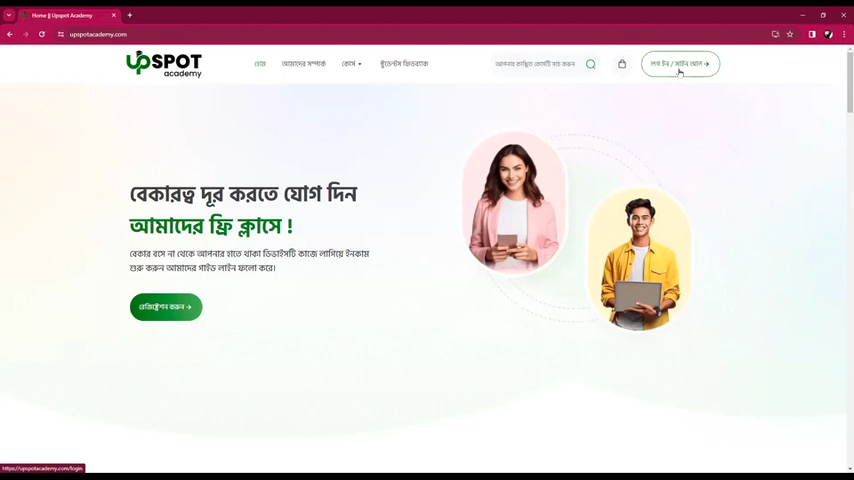 Home || Upspot Academy
upspotacademy.com
UPSPOT
academy
হোম
আমাদের সম্পর্কে
কোর্স
স্টুডেন্টস ফিডব্যাক
আপনার কাঙ্ক্ষিত কোর্সটি সার্চ করুন
লগ ইন / সাইন আপ
বেকারত্ব দূর করতে যোগ দিন
আমাদের ফ্রি ক্লাসে !
বেকার বসে না থেকে আপনার হাতে থাকা ডিভাইসটি কাজে লাগিয়ে ইনকাম
শুরু করুন আমাদের গাইড লাইন ফলো করে।
রেজিস্ট্রেশন করুন
https://upspotacademy.com/login